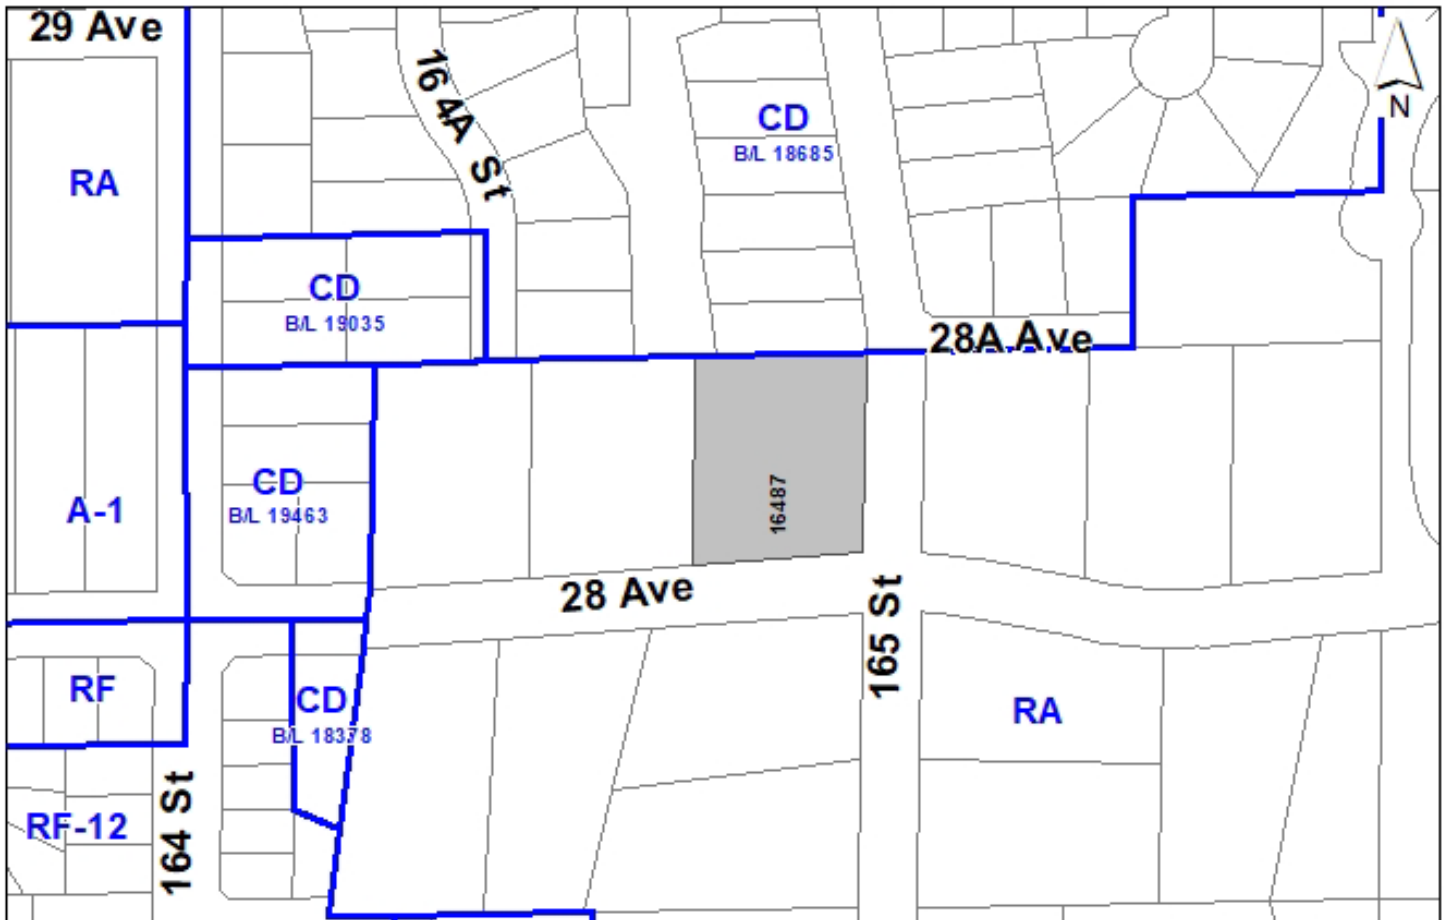 29 Ave
164A St
N
CD
B/L 18685
RA
CD
B/L 19035
28A Ave
CD
B/L 19463
A-1
16487
28 Ave
165 St
RF
CD
B/L 18378
RA
164 St
RF-12